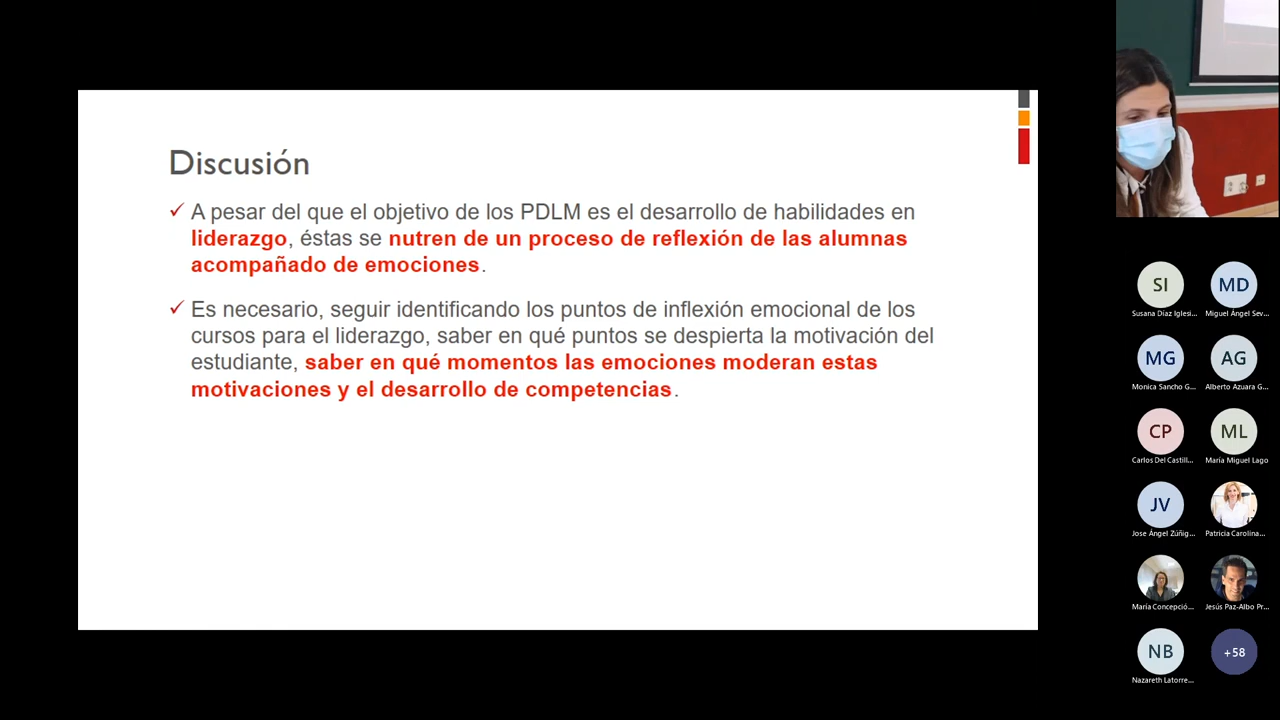 Discusión
✓ A pesar del que el objetivo de los PDLM es el desarrollo de habilidades en
liderazgo, éstas se nutren de un proceso de reflexión de las alumnas
acompañado de emociones.
✓ Es necesario, seguir identificando los puntos de inflexión emocional de los
cursos para el liderazgo, saber en qué puntos se despierta la motivación del
estudiante, saber en qué momentos las emociones moderan estas
motivaciones y el desarrollo de competencias.
SI MD
Susana Díaz Iglesi... Miguel Ángel Sev...
MG AG
Monica Sancho G... Alberto Azuara G...
CP ML
Carlos Del Castill... María Miguel Lago
JV
Jose Ángel Zúñig... Patricia Carolina...
María Concepció... Jesús Paz-Albo Pr...
NB +58
Nazareth Latorre...